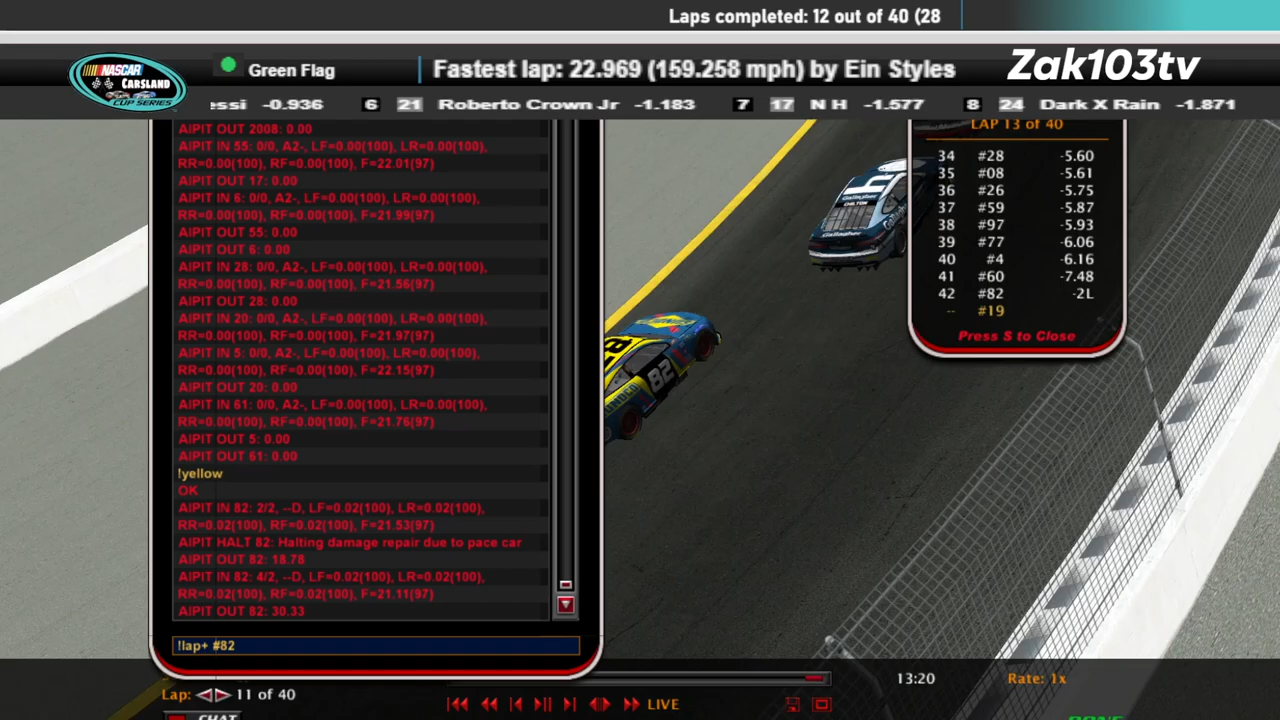 Laps completed: 12 out of 40 (28
NASCAR
CARSLAND
CUP SERIES
Green Flag
Fastest lap: 22.969 (159.258 mph) by Ein Styles
Zak103tv
essi -0.936 6 21 Roberto Crown Jr -1.183 7 17 N H -1.577 8 24 Dark X Rain -1.871
AIPIT OUT 2008: 0.00
AIPIT IN 55: 0/0, A2-, LF=0.00(100), LR=0.00(100),
RR=0.00(100), RF=0.00(100), F=22.01(97)
AIPIT OUT 17: 0.00
AIPIT IN 6: 0/0, A2-, LF=0.00(100), LR=0.00(100),
RR=0.00(100), RF=0.00(100), F=21.99(97)
AIPIT OUT 55: 0.00
AIPIT OUT 6: 0.00
AIPIT IN 28: 0/0, A2-, LF=0.00(100), LR=0.00(100),
RR=0.00(100), RF=0.00(100), F=21.56(97)
AIPIT OUT 28: 0.00
AIPIT IN 20: 0/0, A2-, LF=0.00(100), LR=0.00(100),
RR=0.00(100), RF=0.00(100), F=21.97(97)
AIPIT IN 5: 0/0, A2-, LF=0.00(100), LR=0.00(100),
RR=0.00(100), RF=0.00(100), F=22.15(97)
AIPIT OUT 20: 0.00
AIPIT IN 61: 0/0, A2-, LF=0.00(100), LR=0.00(100),
RR=0.00(100), RF=0.00(100), F=21.76(97)
AIPIT OUT 5: 0.00
AIPIT OUT 61: 0.00
!yellow
OK
AIPIT IN 82: 2/2, --D, LF=0.02(100), LR=0.02(100),
RR=0.02(100), RF=0.02(100), F=21.53(97)
AIPIT HALT 82: Halting damage repair due to pace car
AIPIT OUT 82: 18.78
AIPIT IN 82: 4/2, --D, LF=0.02(100), LR=0.02(100),
RR=0.02(100), RF=0.02(100), F=21.11(97)
AIPIT OUT 82: 30.33
!lap+ #82
LAP 13 of 40
34 #28 -5.60
35 #08 -5.61
36 #26 -5.75
37 #59 -5.87
38 #97 -5.93
39 #77 -6.06
40 #4 -6.16
41 #60 -7.48
42 #82 -2L
-- #19
Press S to Close
Gallagher
CHILTON
Gallagher
82
Lap: 11 of 40
LIVE
13:20
Rate: 1x
CHAT
DONE